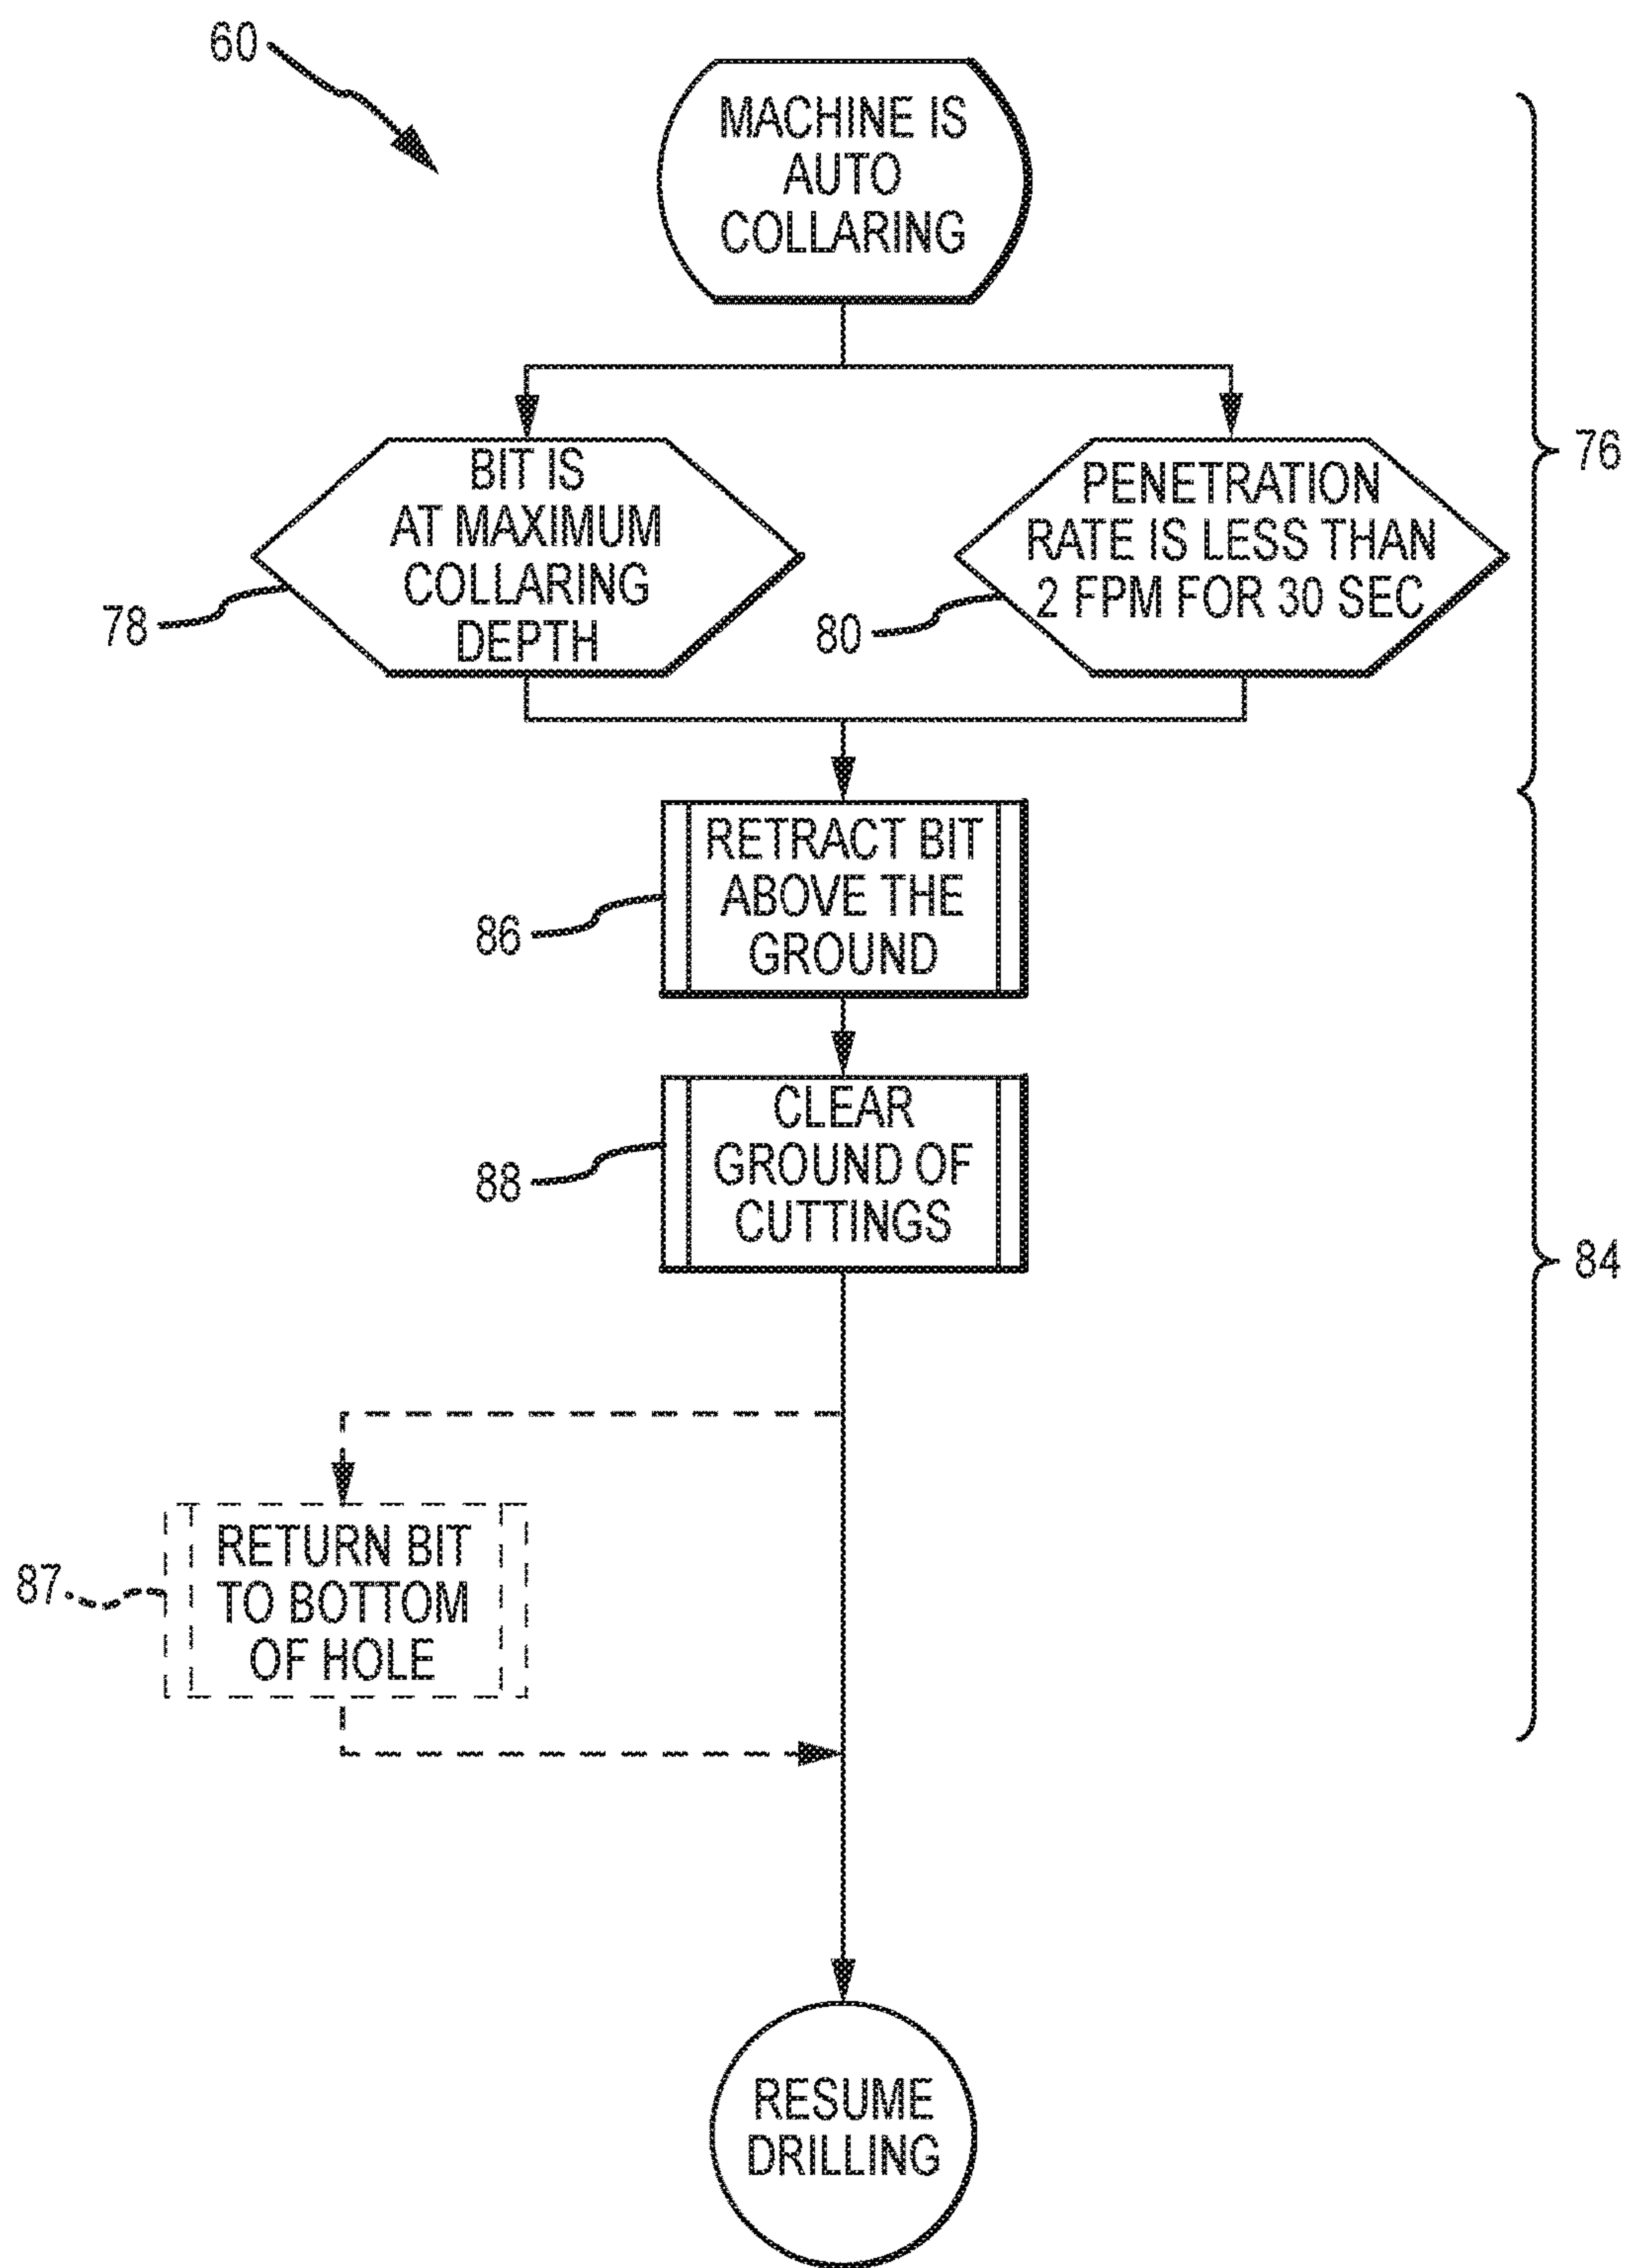 60
MACHINE IS
AUTO
COLLARING
76
BIT IS
AT MAXIMUM
COLLARING
DEPTH
78
PENETRATION
RATE IS LESS THAN
2 FPM FOR 30 SEC
80
RETRACT BIT
ABOVE THE
GROUND
86
CLEAR
GROUND OF
CUTTINGS
88
84
RETURN BIT
TO BOTTOM
OF HOLE
87
RESUME
DRILLING